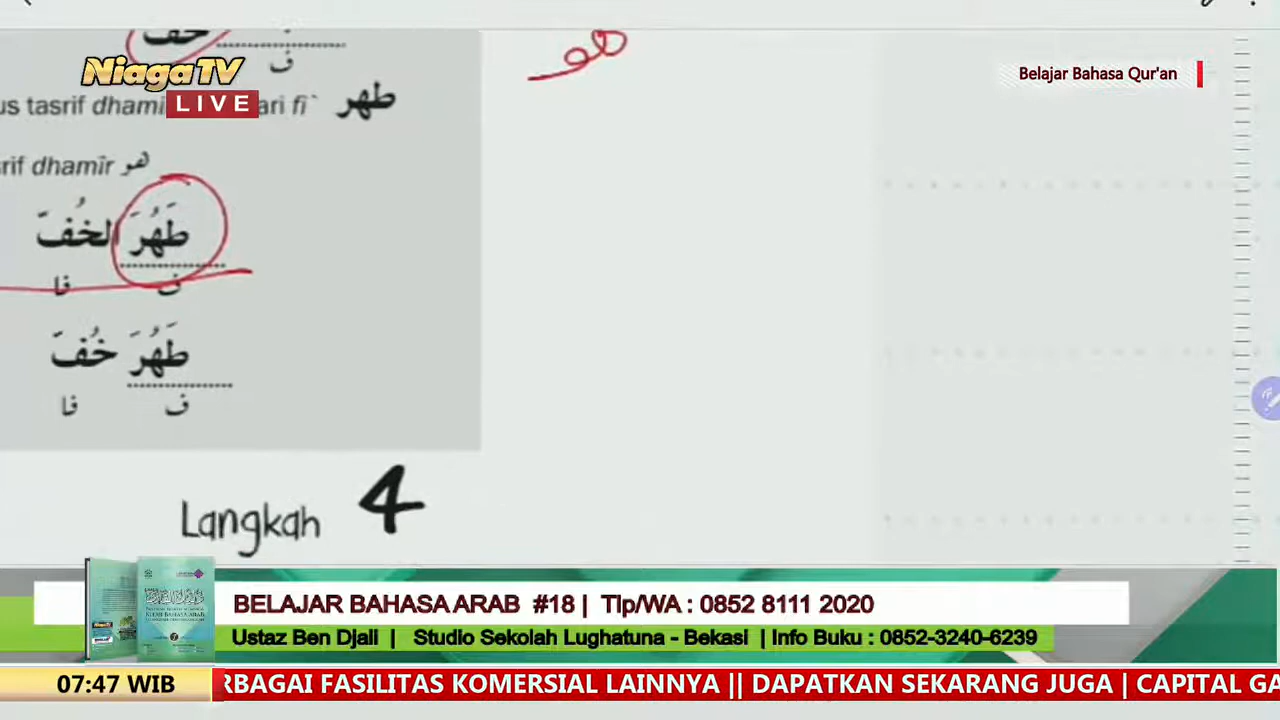 خف
ف
NiagaTV
LIVE
Belajar Bahasa Qur'an
us tasrif dhami ari fi` طهر
rif dhamîr هو
هو
طَهُرَ الخُفَّ
ف فا
طَهُرَ خُفَّ
ف فا
Langkah 4
BELAJAR BAHASA ARAB #18 | Tlp/WA : 0852 8111 2020
Ustaz Ben Djali | Studio Sekolah Lughatuna - Bekasi | Info Buku : 0852-3240-6239
07:47 WIB
RBAGAI FASILITAS KOMERSIAL LAINNYA || DAPATKAN SEKARANG JUGA | CAPITAL GA